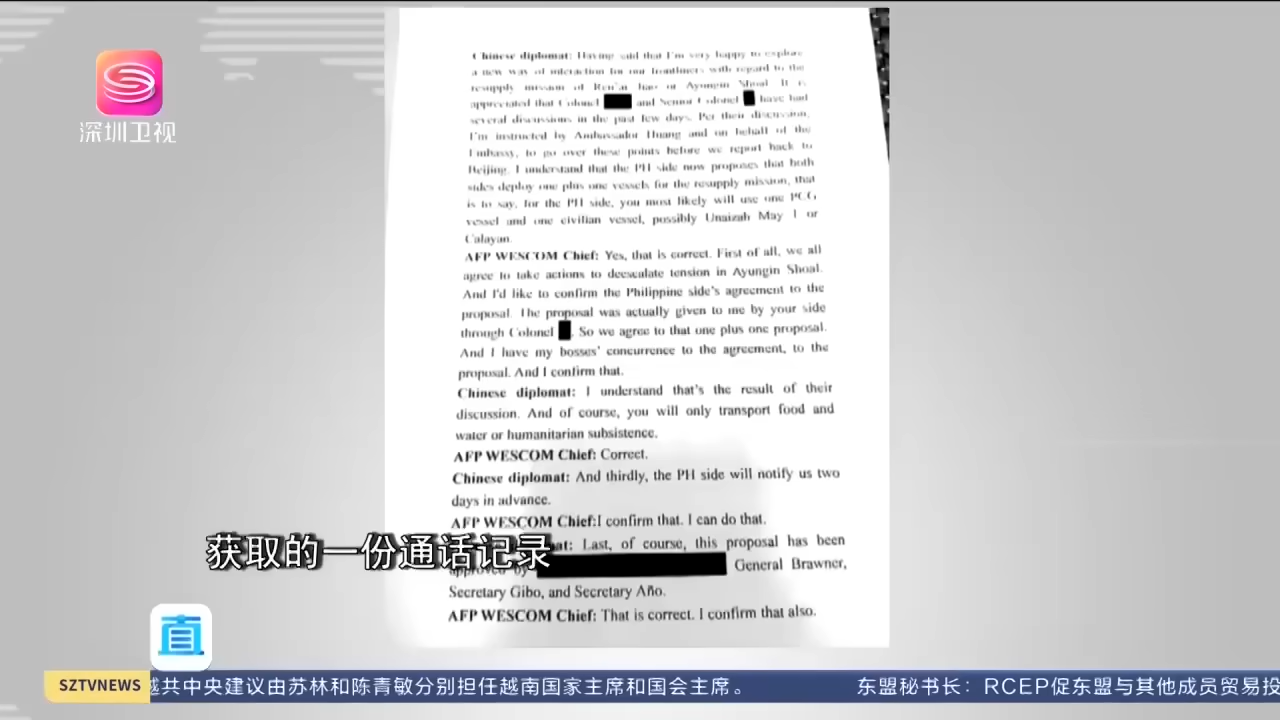 深圳卫视
Chinese diplomat: Having said that I'm very happy to explore
a new way of interaction for our frontliners with regard to the
resupply mission of Ren'ai Jiao or Ayungin Shoal. It is
appreciated that Colonel and Senior Colonel have had
several discussions in the past few days. Per their discussion,
I'm instructed by Ambassador Huang and on behalf of the
Embassy, to go over these points before we report back to
Beijing. I understand that the PH side now proposes that both
sides deploy one plus one vessels for the resupply mission, that
is to say, for the PH side, you most likely will use one PCG
vessel and one civilian vessel, possibly Unaizah May 1 or
Calayan.
AFP WESCOM Chief: Yes, that is correct. First of all, we all
agree to take actions to deescalate tension in Ayungin Shoal.
And I'd like to confirm the Philippine side's agreement to the
proposal. The proposal was actually given to me by your side
through Colonel . So we agree to that one plus one proposal.
And I have my bosses' concurrence to the agreement, to the
proposal. And I confirm that.
Chinese diplomat: I understand that's the result of their
discussion. And of course, you will only transport food and
water or humanitarian subsistence.
AFP WESCOM Chief: Correct.
Chinese diplomat: And thirdly, the PH side will notify us two
days in advance.
AFP WESCOM Chief:I confirm that. I can do that.
mat: Last, of course, this proposal has been
approved by General Brawner,
Secretary Gibo, and Secretary Año.
AFP WESCOM Chief: That is correct. I confirm that also.
获取的一份通话记录
直
SZTVNEWS 越共中央建议由苏林和陈青敏分别担任越南国家主席和国会主席。 东盟秘书长：RCEP促东盟与其他成员贸易投